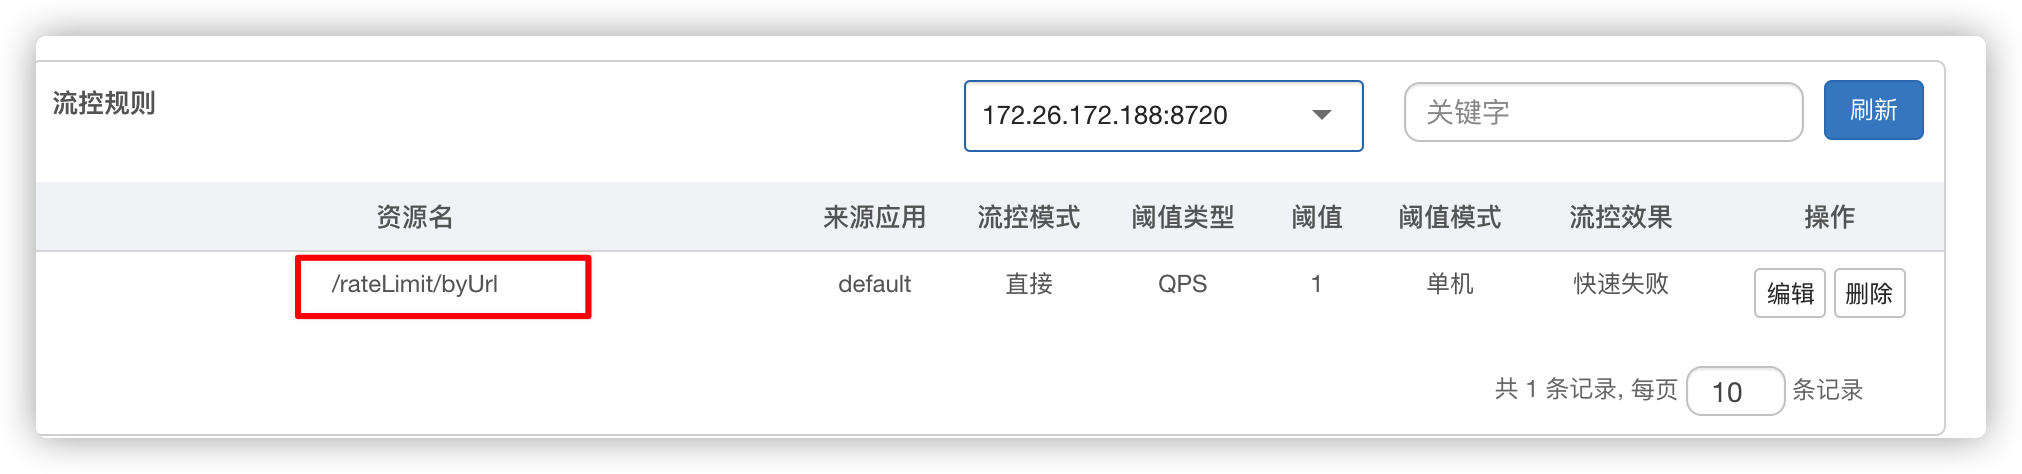 流控规则
172.26.172.188:8720
关键字
刷新
资源名 来源应用 流控模式 阈值类型 阈值 阈值模式 流控效果 操作
/rateLimit/byUrl default 直接 QPS 1 单机 快速失败 编辑 删除
共 1 条记录, 每页 10 条记录